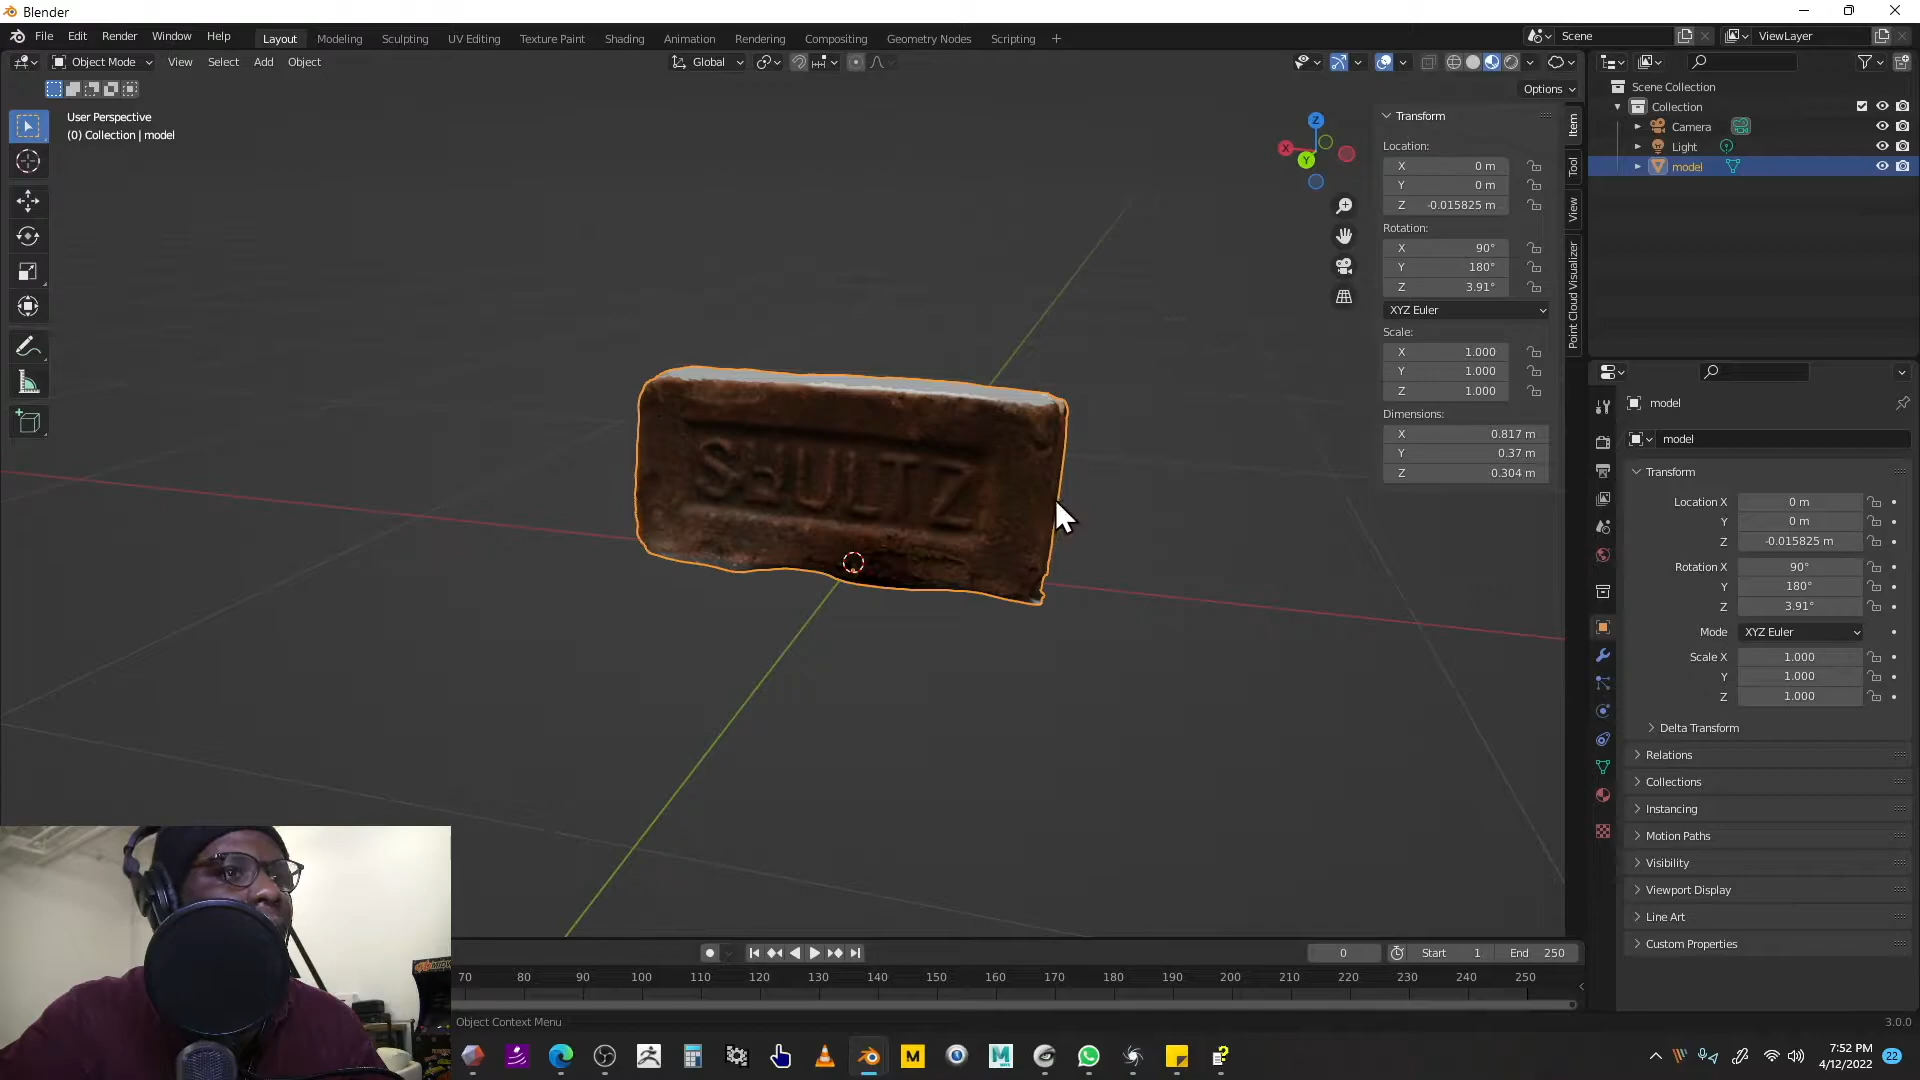 Blender
File Edit Render Window Help Layout Modeling Sculpting UV Editing Texture Paint Shading Animation Rendering Compositing Geometry Nodes Scripting + Scene ViewLayer
Object Mode View Select Add Object Global
Options
User Perspective
(0) Collection | model
Z
X
Y
Transform
Location:
X 0 m
Y 0 m
Z -0.015825 m
Rotation:
X 90°
Y 180°
Z 3.91°
XYZ Euler
Scale:
X 1.000
Y 1.000
Z 1.000
Dimensions:
X 0.817 m
Y 0.37 m
Z 0.304 m
Item
Tool
View
Point Cloud Visualizer
Scene Collection
Collection
Camera
Light
model
model
model
Transform
Location X 0 m
Y 0 m
Z -0.015825 m
Rotation X 90°
Y 180°
Z 3.91°
Mode XYZ Euler
Scale X 1.000
Y 1.000
Z 1.000
Delta Transform
Relations
Collections
Instancing
Motion Paths
Visibility
Viewport Display
Line Art
Custom Properties
0 Start 1 End 250
70 80 90 100 110 120 130 140 150 160 170 180 190 200 210 220 230 240 250
Object Context Menu
3.0.0
7:52 PM
4/12/2022
22